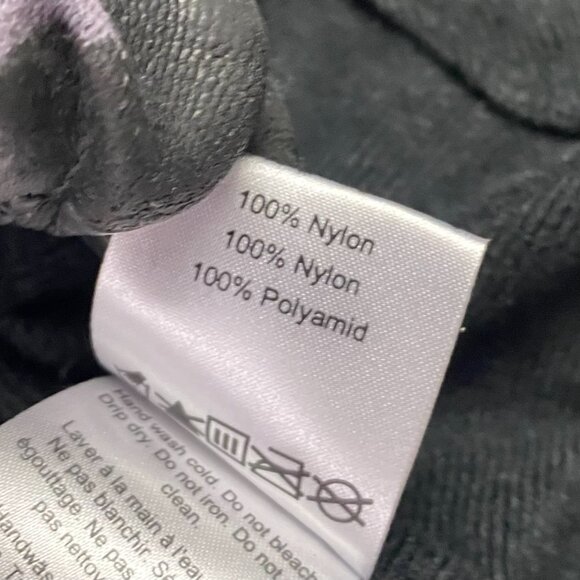 100% Nylon
100% Nylon
100% Polyamid
Hand wash cold. Do not bleach
Drip dry. Do not iron. Do not
clean.
Laver à la main à l'eau
égouttage. Ne pas
Ne pas blanchir. Sé
pas nettoy